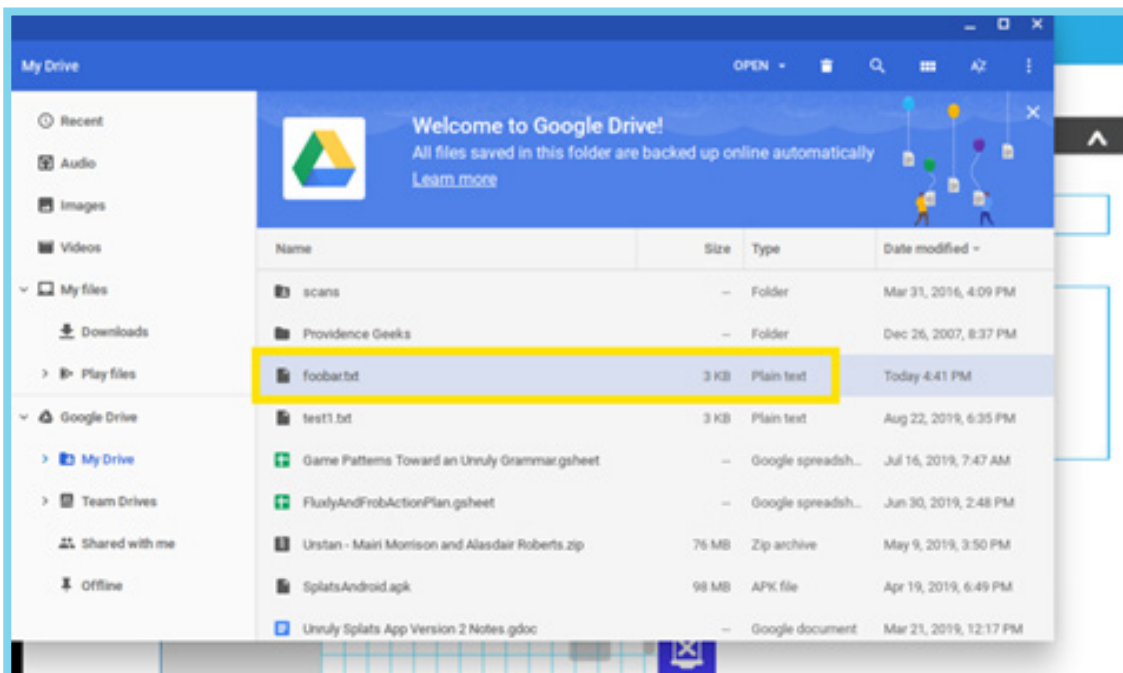 My Drive
OPEN
Recent
Audio
Images
Videos
My files
Downloads
Play files
Google Drive
My Drive
Team Drives
Shared with me
Offline
Welcome to Google Drive!
All files saved in this folder are backed up online automatically
Learn more
Name Size Type Date modified
scans -- Folder Mar 31, 2016, 4:09 PM
Providence Geeks -- Folder Dec 26, 2007, 8:37 PM
foobar.txt 3 KB Plain text Today 4:41 PM
test1.txt 3 KB Plain text Aug 22, 2019, 6:35 PM
Game Patterns Toward an Unruly Grammar.gsheet -- Google spreadsh... Jul 16, 2019, 7:47 AM
FluxlyAndFrobActionPlan.gsheet -- Google spreadsh... Jun 30, 2019, 2:48 PM
Urstan - Mairi Morrison and Alasdair Roberts.zip 76 MB Zip archive May 9, 2019, 3:50 PM
SplatsAndroid.apk 98 MB APK file Apr 19, 2019, 6:49 PM
Unruly Splats App Version 2 Notes.gdoc -- Google document Mar 21, 2019, 12:17 PM